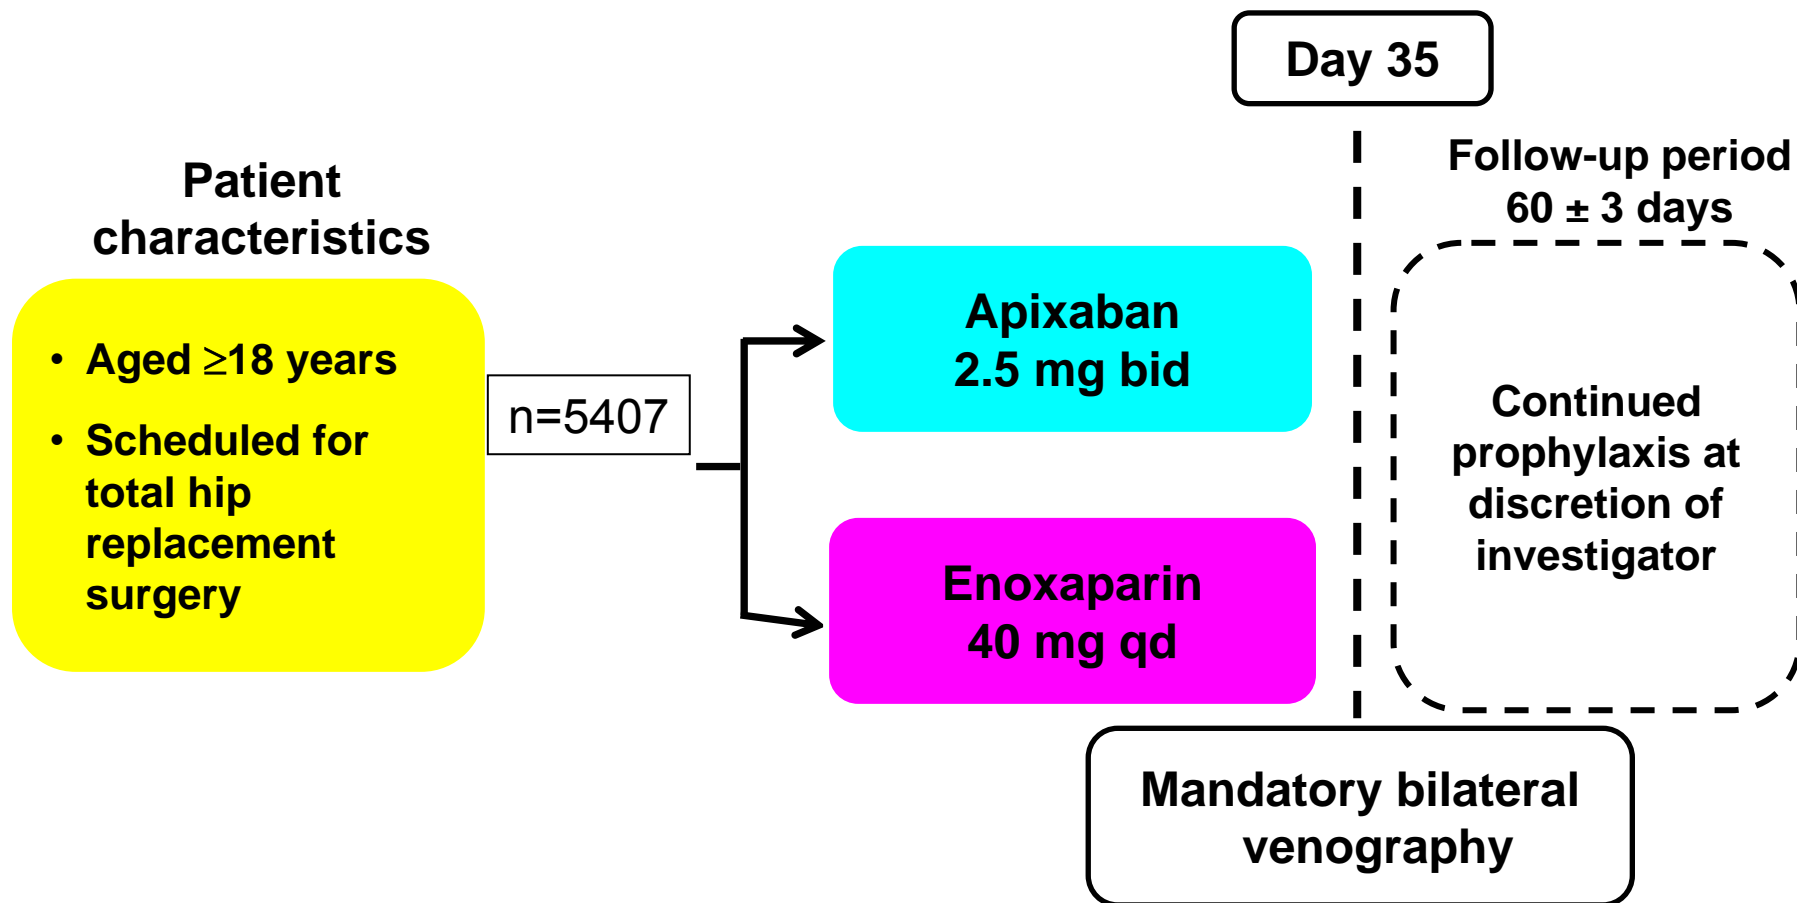 Patient
characteristics
• Aged ≥18 years
• Scheduled for
total hip
replacement
surgery
n=5407
Apixaban
2.5 mg bid
Enoxaparin
40 mg qd
Day 35
Mandatory bilateral
venography
Follow-up period
60 ± 3 days
Continued
prophylaxis at
discretion of
investigator